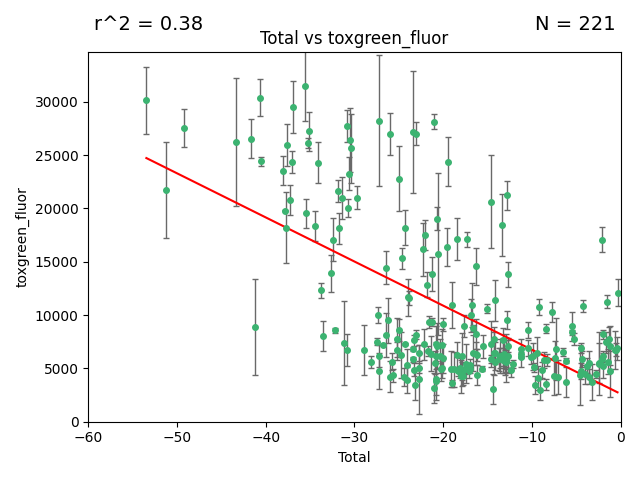 r^2 = 0.38
N = 221
Total vs toxgreen_fluor
30000
25000
20000
15000
10000
5000
0
toxgreen_fluor
−60
−50
−40
−30
−20
−10
0
Total